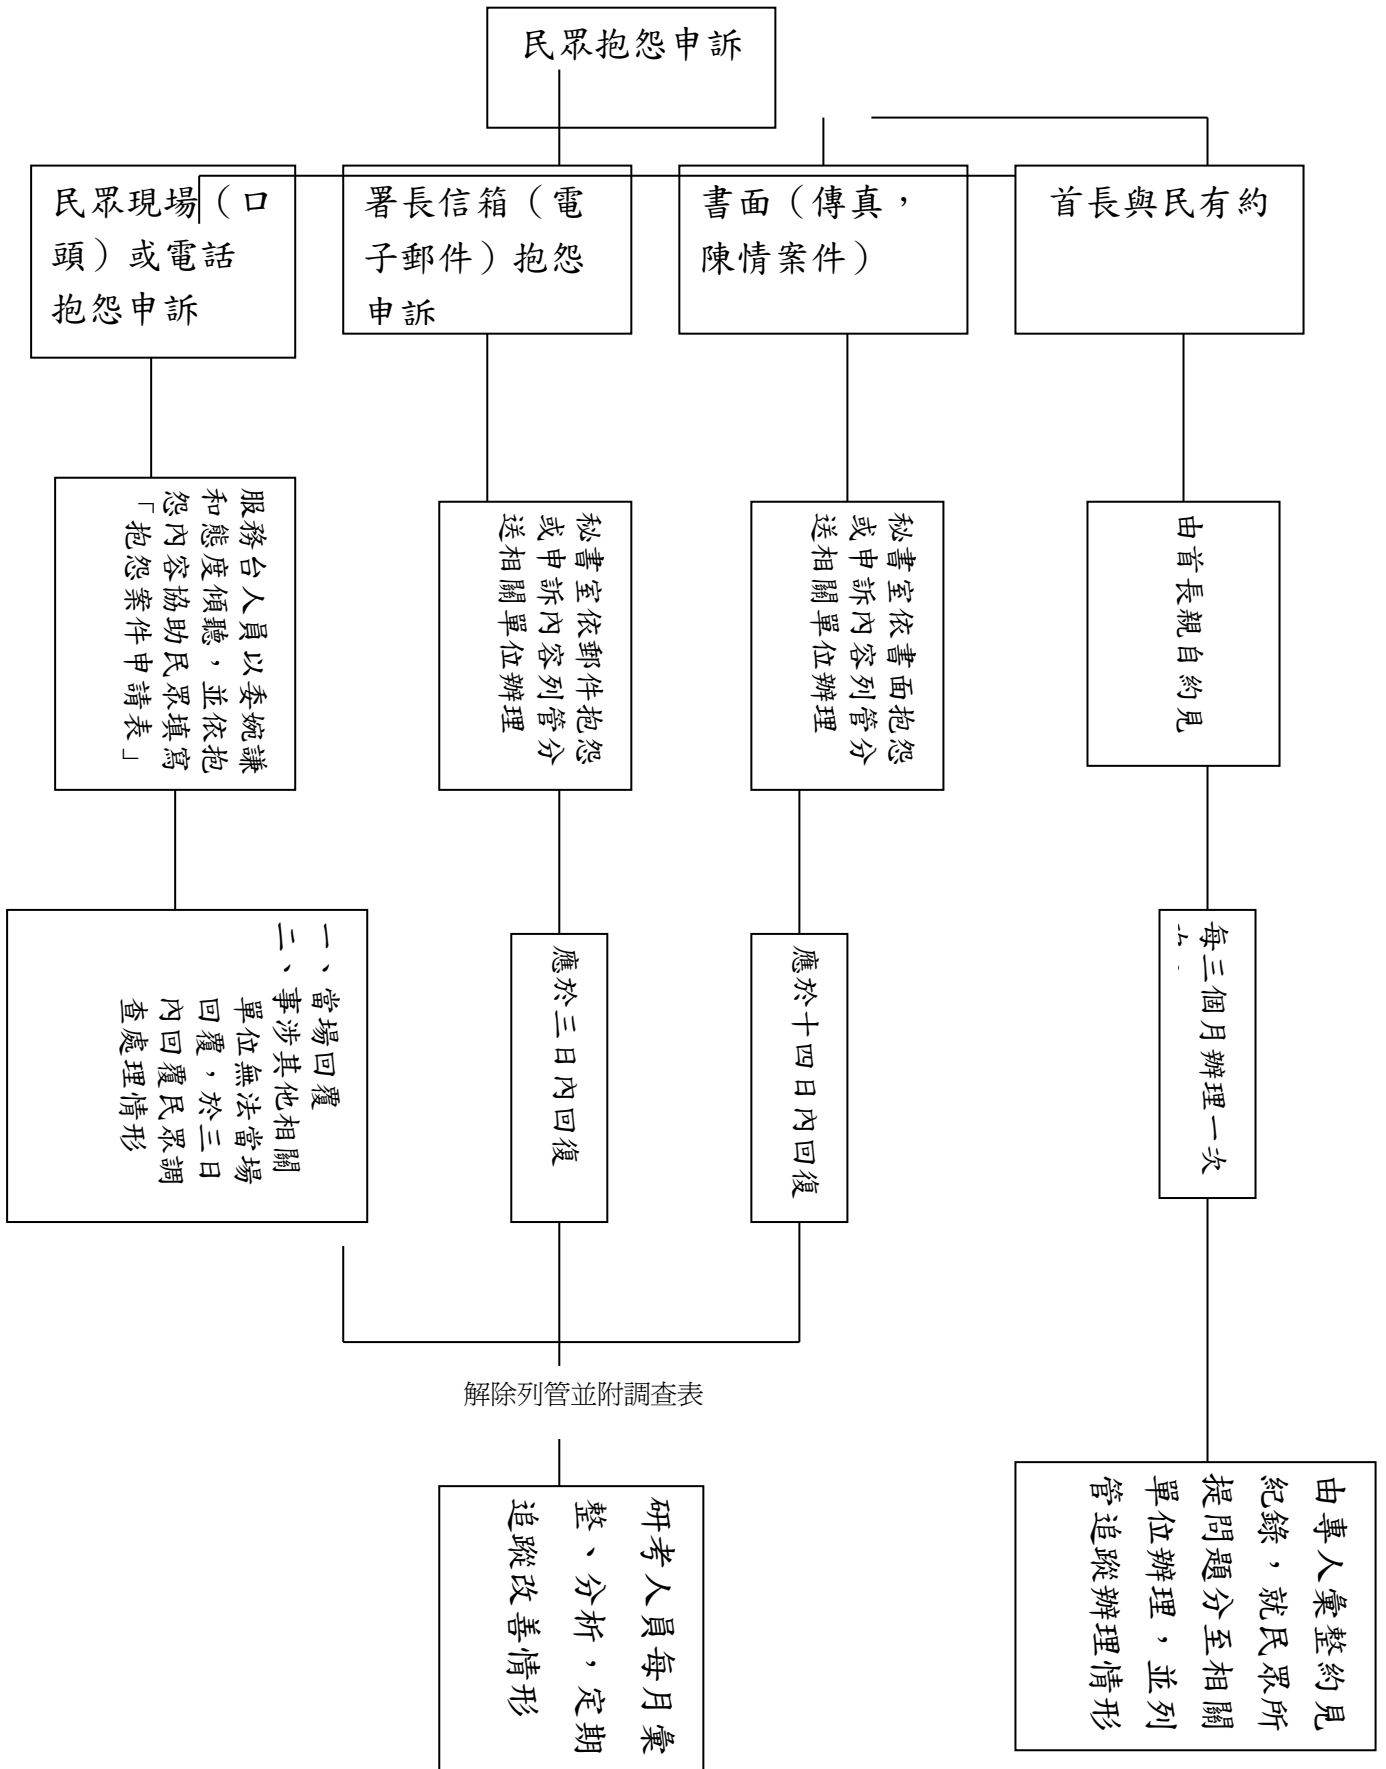 民眾抱怨申訴
民眾現場（口
頭）或電話
抱怨申訴
署長信箱（電
子郵件）抱怨
申訴
書面（傳真，
陳情案件）
首長與民有約
服務台人員以委婉謙
和態度傾聽，並依抱
怨內容協助民眾填寫
「抱怨案件申請表」
秘書室依郵件抱怨
或申訴內容列管分
送相關單位辦理
秘書室依書面抱怨
或申訴內容列管分
送相關單位辦理
由首長親自約見
一、當場回覆
二、事涉其他相關
單位無法當場
回覆，於三日
內回覆民眾調
查處理情形
應於三日內回復
應於十四日內回復
每三個月辦理一次
解除列管並附調查表
研考人員每月彙
整、分析，定期
追蹤改善情形
由專人彙整約見
紀錄，就民眾所
提問題分至相關
單位辦理，並列
管追蹤辦理情形